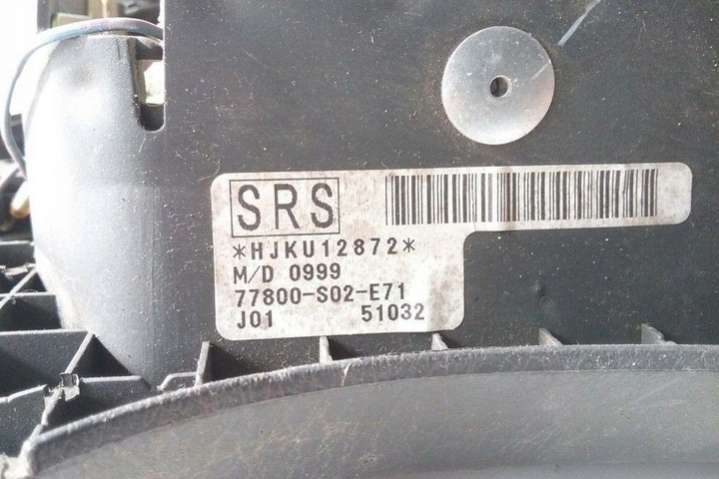 SRS
*HJKU12872*
M/D 0999
77800-S02-E71
J01 51032